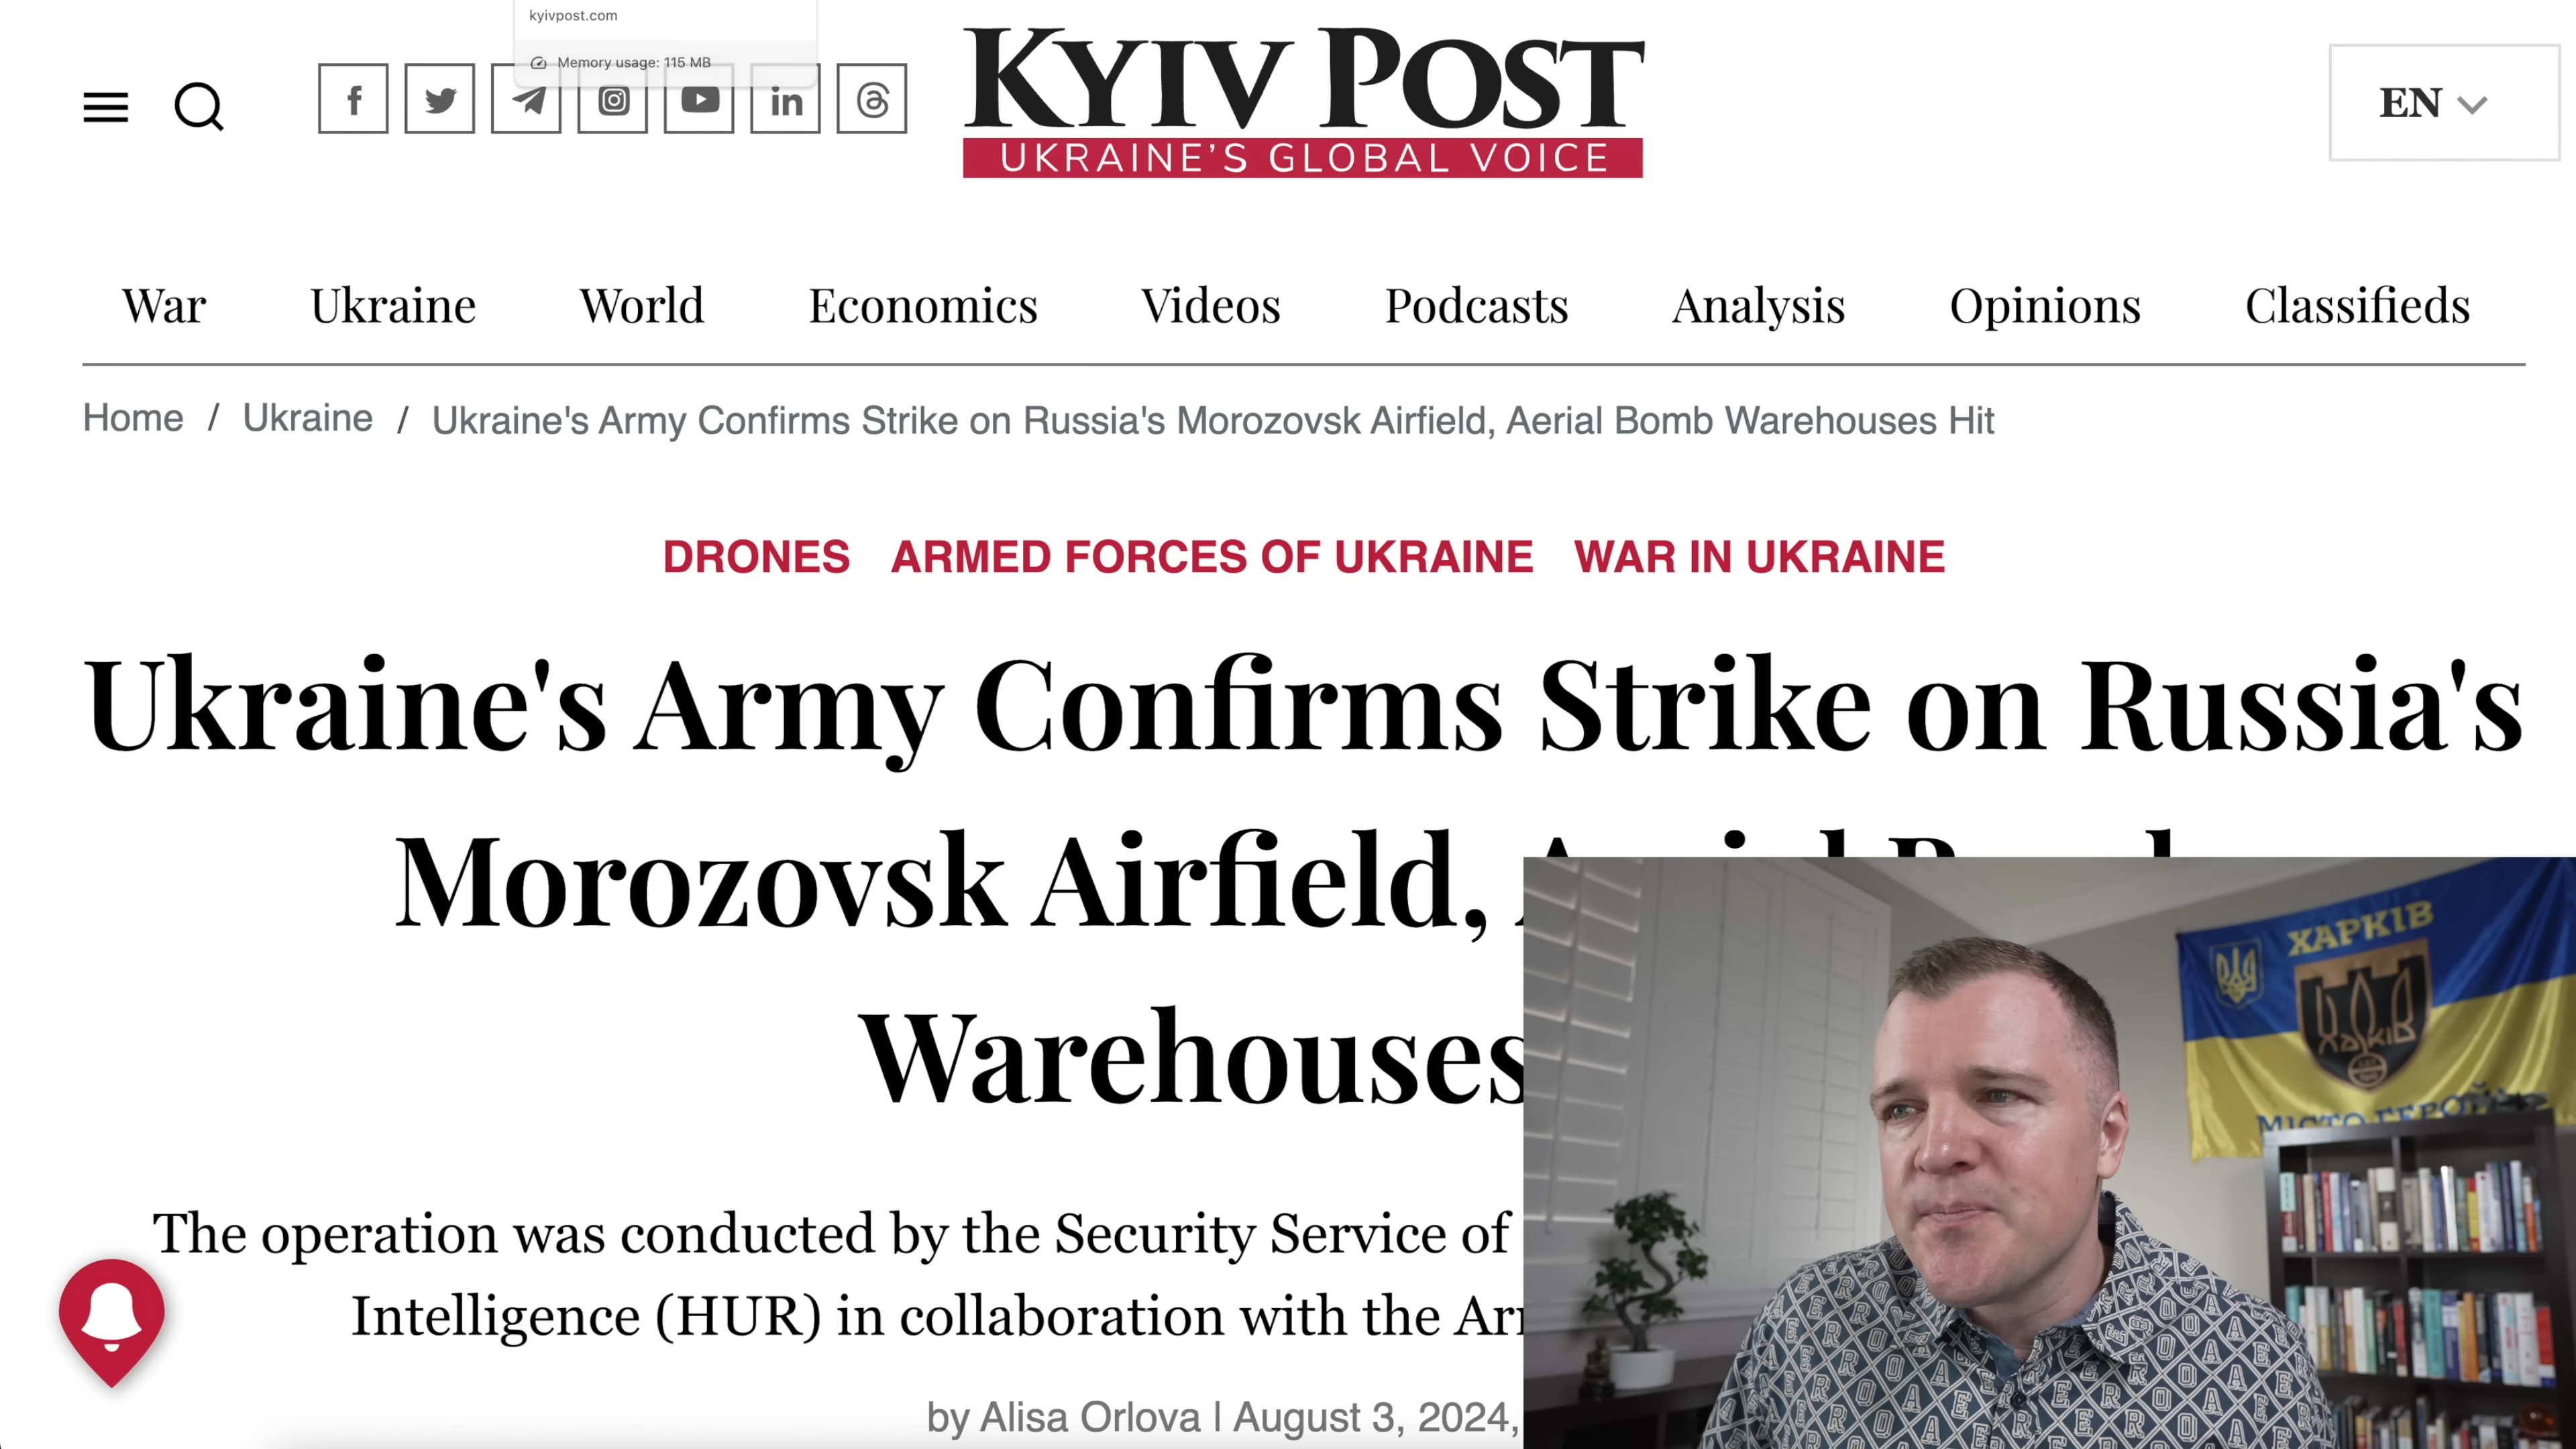 kyivpost.com
Memory usage: 115 MB
KYIV POST
UKRAINE'S GLOBAL VOICE
EN
War Ukraine World Economics Videos Podcasts Analysis Opinions Classifieds
Home / Ukraine / Ukraine's Army Confirms Strike on Russia's Morozovsk Airfield, Aerial Bomb Warehouses Hit
DRONES ARMED FORCES OF UKRAINE WAR IN UKRAINE
Ukraine's Army Confirms Strike on Russia's
Morozovsk Airfield,
Warehouses
The operation was conducted by the Security Service of
Intelligence (HUR) in collaboration with the
by Alisa Orlova | August 3, 2024,
ХАРКІВ
ХАРКІВ
МІСТО ГЕРОЙ